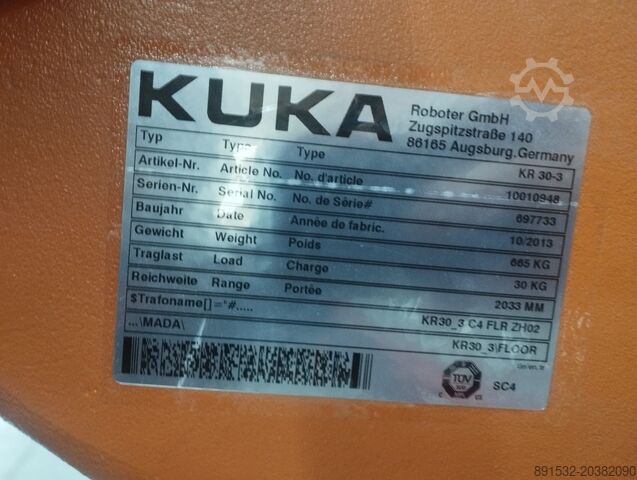 KUKA
Roboter GmbH
Zugspitzstraße 140
86165 Augsburg.Germany
Typ Type Type KR 30-3
Artikel-Nr. Article No. No. d'article 10010948
Serien-Nr. Serial No. No. de Série# 697733
Baujahr Date Année de fabric. 10/2013
Gewicht Weight Poids 665 KG
Traglast Load Charge 30 KG
Reichweite Range Portée 2033 MM
$Trafoname[]="#..... KR30_3 C4 FLR ZH02
...\MADA\ KR30_3\FLOOR
TÜV
SC4
891532-20382090